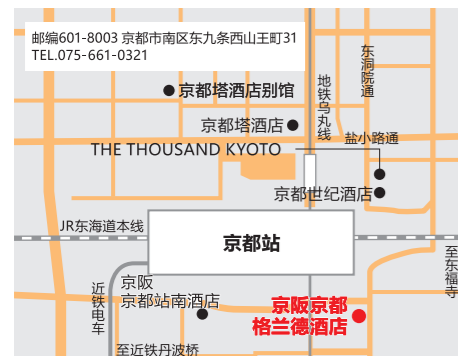 邮编601-8003 京都市南区东九条西山王町31
TEL.075-661-0321
京都塔酒店别馆
地铁乌丸线
东洞院通
京都塔酒店
盐小路通
THE THOUSAND KYOTO
京都世纪酒店
JR东海道本线
京都站
至东福寺
近铁电车
京阪
京都站南酒店
京阪京都
格兰德酒店
至近铁丹波桥